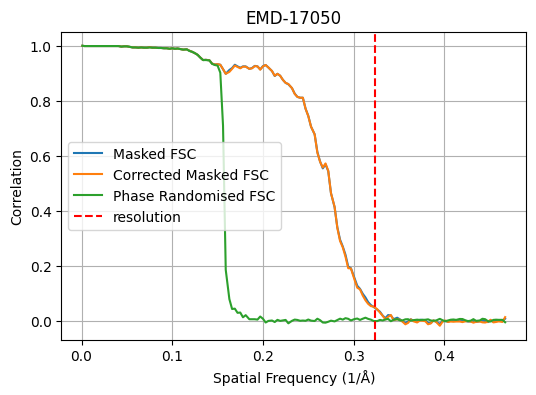 EMD-17050
1.0
0.8
0.6
0.4
0.2
0.0
Correlation
Masked FSC
Corrected Masked FSC
Phase Randomised FSC
resolution
0.0 0.1 0.2 0.3 0.4
Spatial Frequency (1/Å)